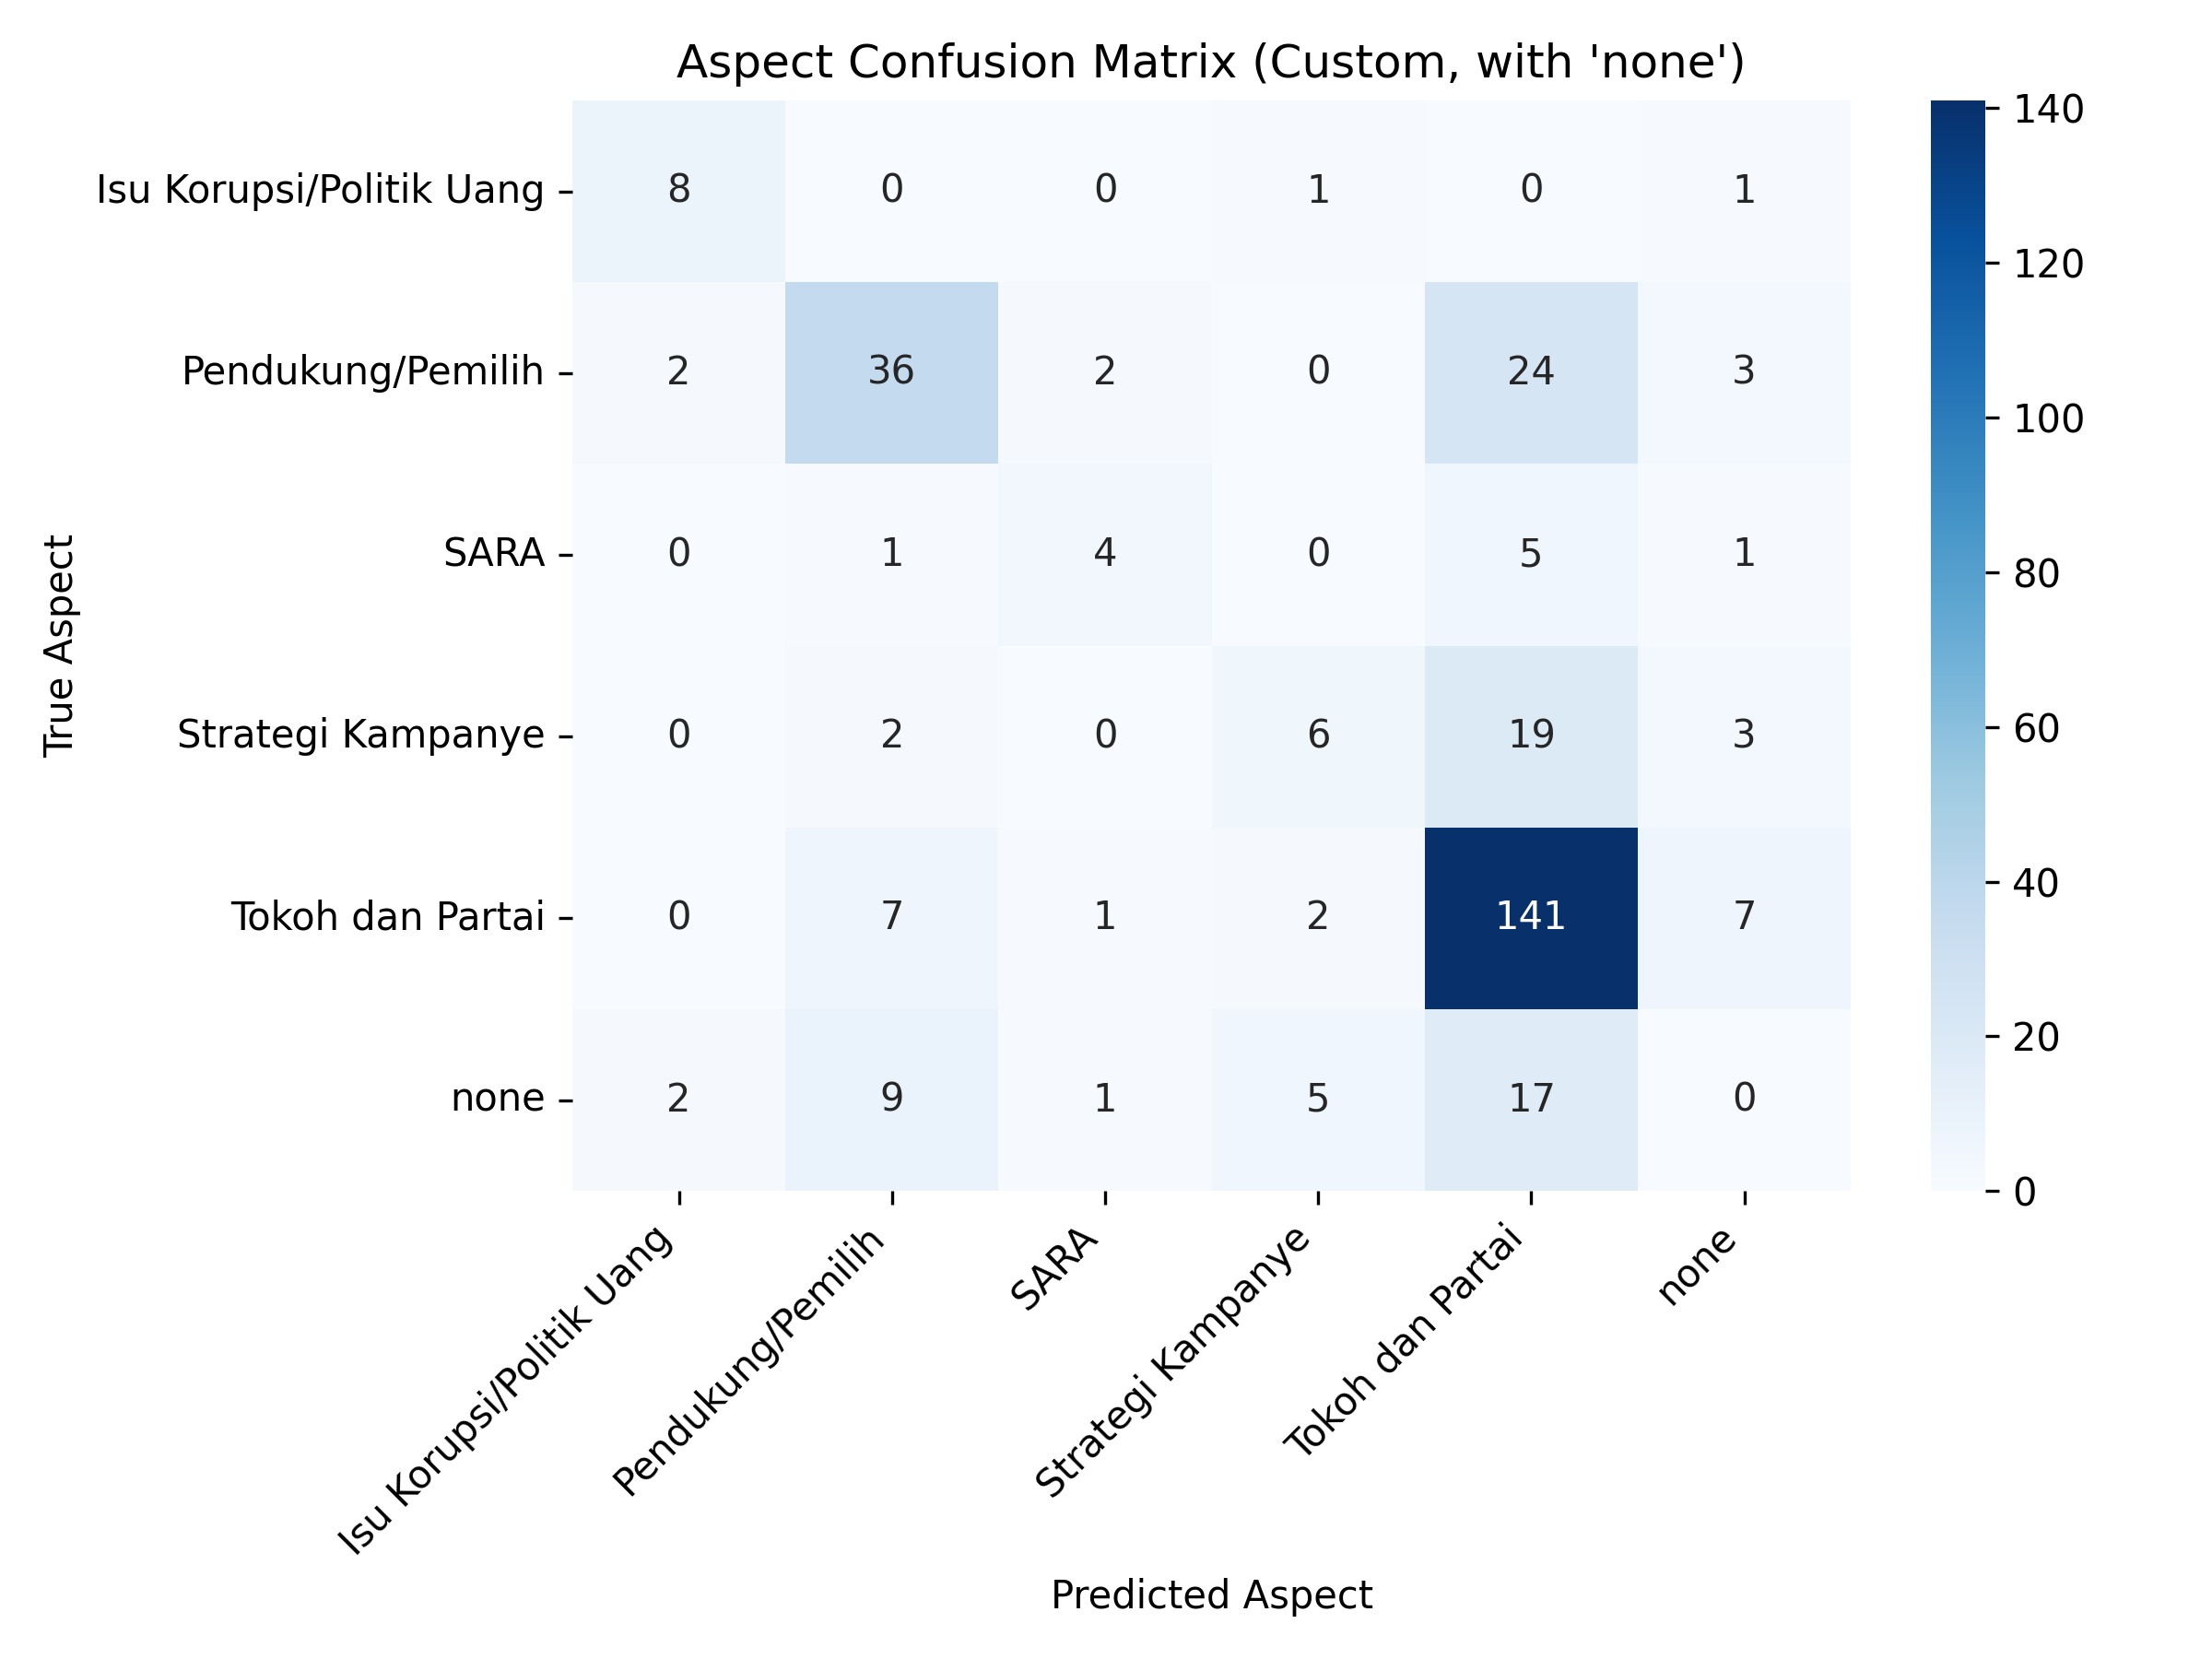 Aspect Confusion Matrix (Custom, with 'none')
True Aspect
Isu Korupsi/Politik Uang 8 0 0 1 0 1
Pendukung/Pemilih 2 36 2 0 24 3
SARA 0 1 4 0 5 1
Strategi Kampanye 0 2 0 6 19 3
Tokoh dan Partai 0 7 1 2 141 7
none 2 9 1 5 17 0
Isu Korupsi/Politik Uang
Pendukung/Pemilih
SARA
Strategi Kampanye
Tokoh dan Partai
none
Predicted Aspect
140
120
100
80
60
40
20
0